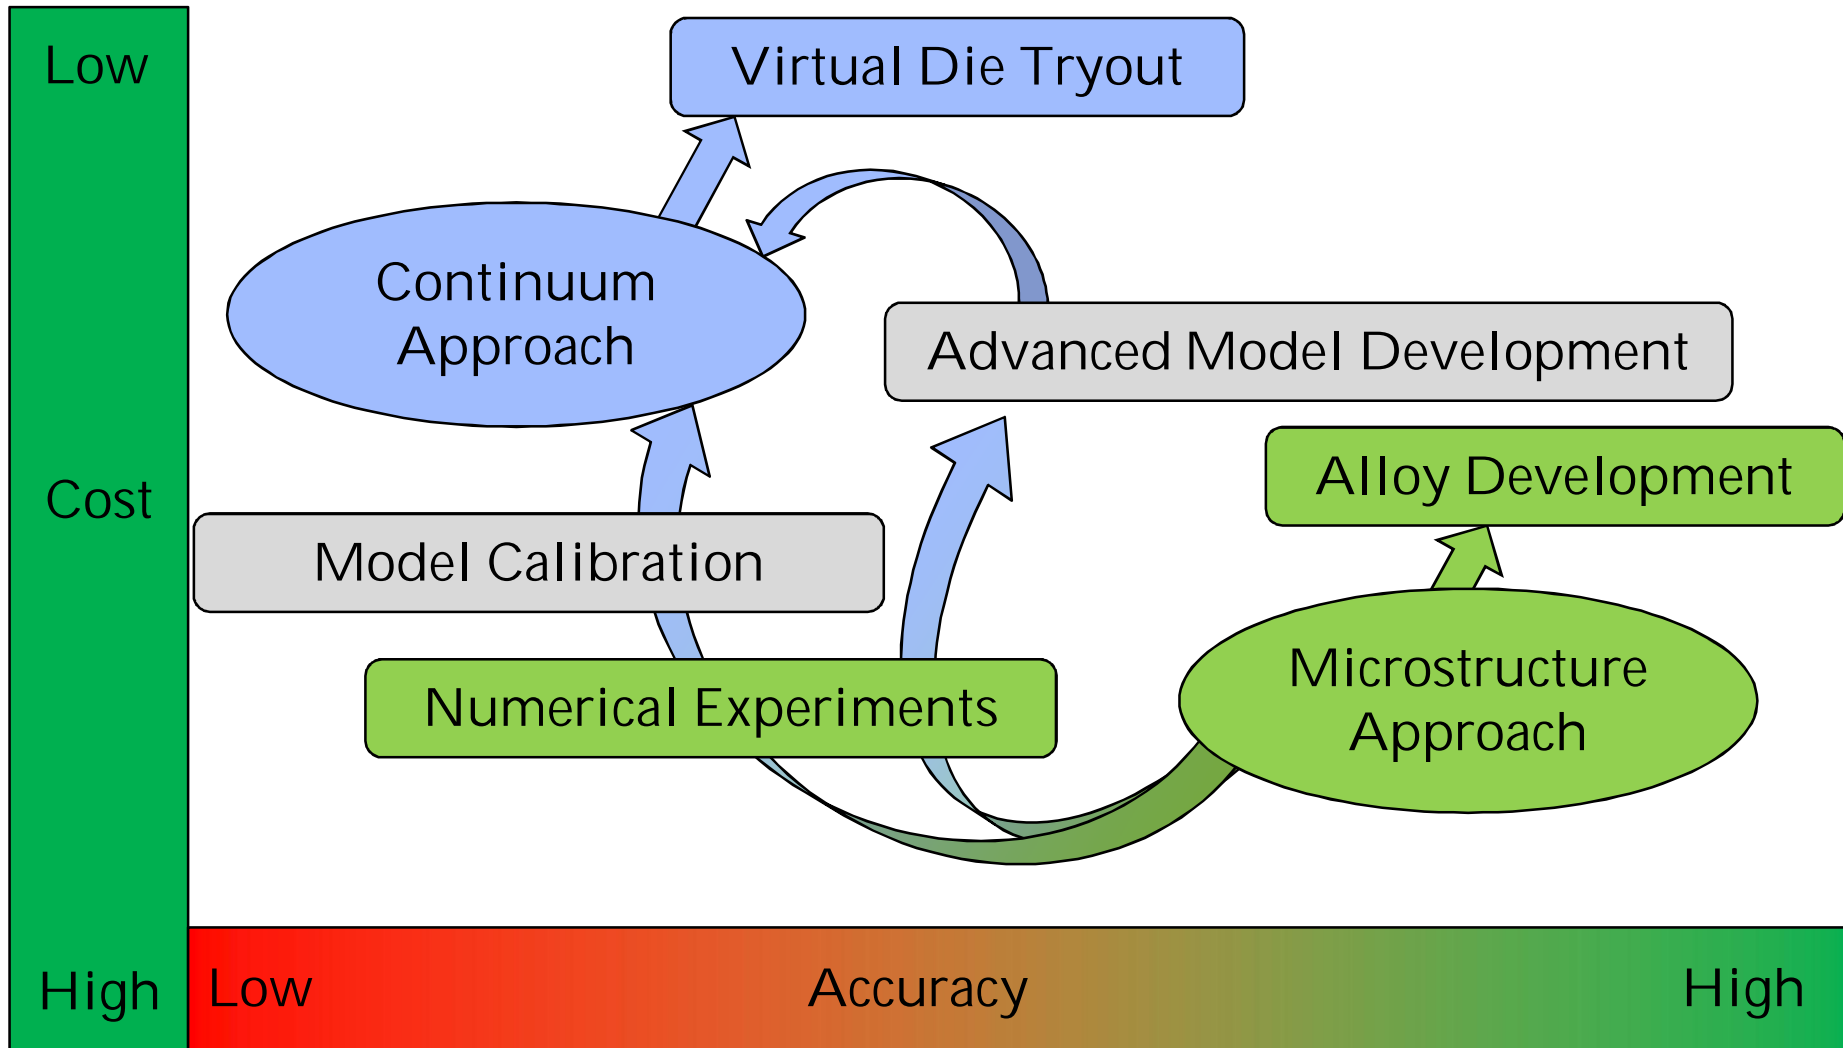 Low
Virtual Die Tryout
Continuum
Approach
Advanced Model Development
Alloy Development
Cost
Model Calibration
Numerical Experiments
Microstructure
Approach
High
Low
Accuracy
High